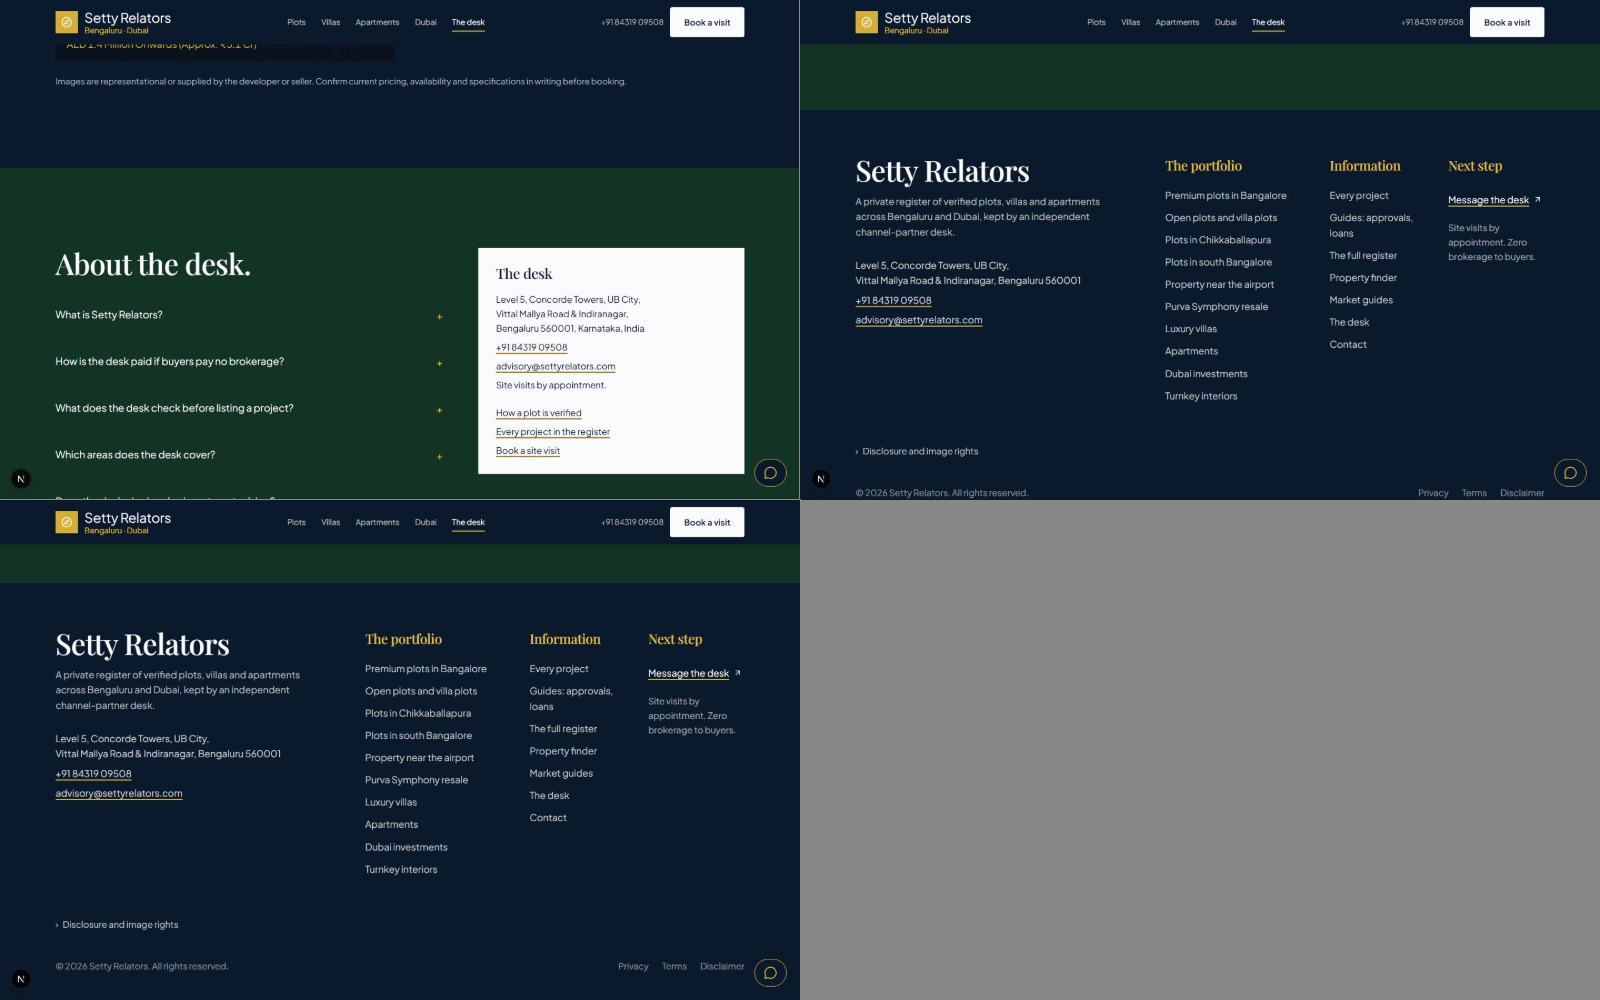 Setty Relators
Bengaluru · Dubai
Plots Villas Apartments Dubai The desk
+91 84319 09508
Book a visit
AED 1.4 Million Onwards (Approx. ₹3.1 Cr)
Images are representational or supplied by the developer or seller. Confirm current pricing, availability and specifications in writing before booking.
About the desk.
What is Setty Relators? +
How is the desk paid if buyers pay no brokerage? +
What does the desk check before listing a project? +
Which areas does the desk cover? +
The desk
Level 5, Concorde Towers, UB City,
Vittal Mallya Road & Indiranagar,
Bengaluru 560001, Karnataka, India
+91 84319 09508
advisory@settyrelators.com
Site visits by appointment.
How a plot is verified
Every project in the register
Book a site visit
N
Setty Relators
Bengaluru · Dubai
Plots Villas Apartments Dubai The desk
+91 84319 09508
Book a visit
Setty Relators
A private register of verified plots, villas and apartments
across Bengaluru and Dubai, kept by an independent
channel-partner desk.
Level 5, Concorde Towers, UB City,
Vittal Mallya Road & Indiranagar, Bengaluru 560001
+91 84319 09508
advisory@settyrelators.com
The portfolio
Premium plots in Bangalore
Open plots and villa plots
Plots in Chikkaballapura
Plots in south Bangalore
Property near the airport
Purva Symphony resale
Luxury villas
Apartments
Dubai investments
Turnkey interiors
Information
Every project
Guides: approvals,
loans
The full register
Property finder
Market guides
The desk
Contact
Next step
Message the desk ↗
Site visits by
appointment. Zero
brokerage to buyers.
› Disclosure and image rights
N
© 2026 Setty Relators. All rights reserved.
Privacy Terms Disclaimer
Setty Relators
Bengaluru · Dubai
Plots Villas Apartments Dubai The desk
+91 84319 09508
Book a visit
Setty Relators
A private register of verified plots, villas and apartments
across Bengaluru and Dubai, kept by an independent
channel-partner desk.
Level 5, Concorde Towers, UB City,
Vittal Mallya Road & Indiranagar, Bengaluru 560001
+91 84319 09508
advisory@settyrelators.com
The portfolio
Premium plots in Bangalore
Open plots and villa plots
Plots in Chikkaballapura
Plots in south Bangalore
Property near the airport
Purva Symphony resale
Luxury villas
Apartments
Dubai investments
Turnkey interiors
Information
Every project
Guides: approvals,
loans
The full register
Property finder
Market guides
The desk
Contact
Next step
Message the desk ↗
Site visits by
appointment. Zero
brokerage to buyers.
› Disclosure and image rights
© 2026 Setty Relators. All rights reserved.
Privacy Terms Disclaimer
N